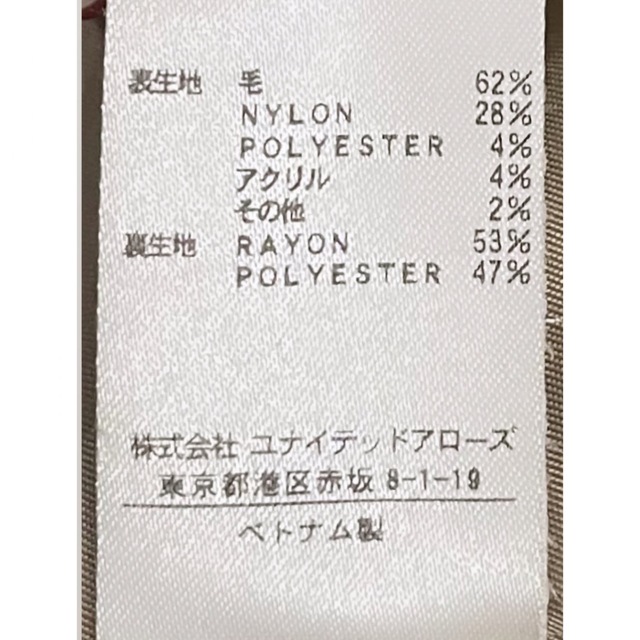 表生地 毛 62%
NYLON 28%
POLYESTER 4%
アクリル 4%
その他 2%
裏生地 RAYON 53%
POLYESTER 47%
株式会社 ユナイテッドアローズ
東京都港区赤坂 8-1-19
ベトナム製